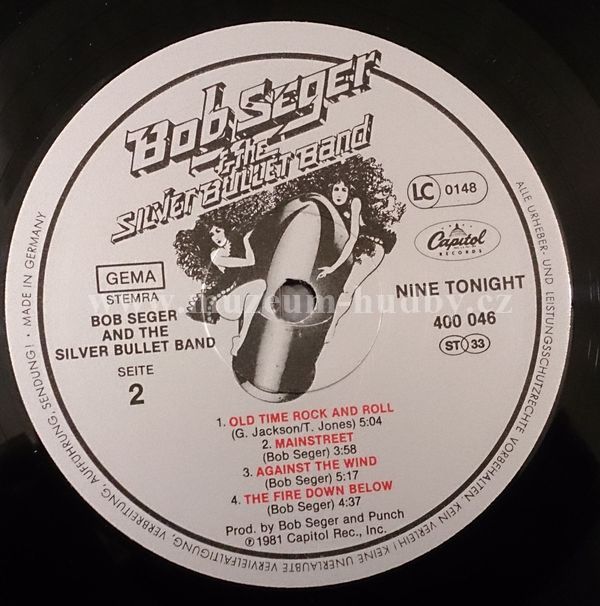 Bob Seger
& the
SILVER BULLET BAND
LC 0148
Capitol
RECORDS
GEMA
STEMRA
NINE TONIGHT
400 046
ST 33
BOB SEGER
AND THE
SILVER BULLET BAND
SEITE
2
1. OLD TIME ROCK AND ROLL
(G. Jackson/T. Jones) 5:04
2. MAINSTREET
(Bob Seger) 3:58
3. AGAINST THE WIND
(Bob Seger) 5:17
4. THE FIRE DOWN BELOW
(Bob Seger) 4:37
Prod. by Bob Seger and Punch
℗ 1981 Capitol Rec., Inc.
ALLE URHEBER- UND LEISTUNGSSCHUTZRECHTE VORBEHALTEN. KEIN VERLEIH! KEINE UNERLAUBTE VERVIELFÄLTIGUNG, VERBREITUNG, AUFFÜHRUNG, SENDUNG! • MADE IN GERMANY
www.muzeum-hudby.cz